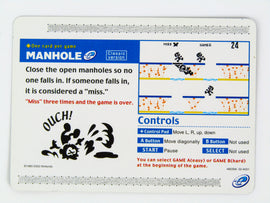 One card per game
MANHOLE e
Classic version
Close the open manholes so no
one falls in. If someone falls in,
it is considered a "miss."
"Miss" three times and the game is over.
OUCH!
MISS
GAME A
24
Controls
+ Control Pad Move L, R, up, down
A Button Move diagonally
B Button Not used
START Pause
SELECT Not used
You can select GAME A(easy) or GAME B(hard)
at the beginning of the game.